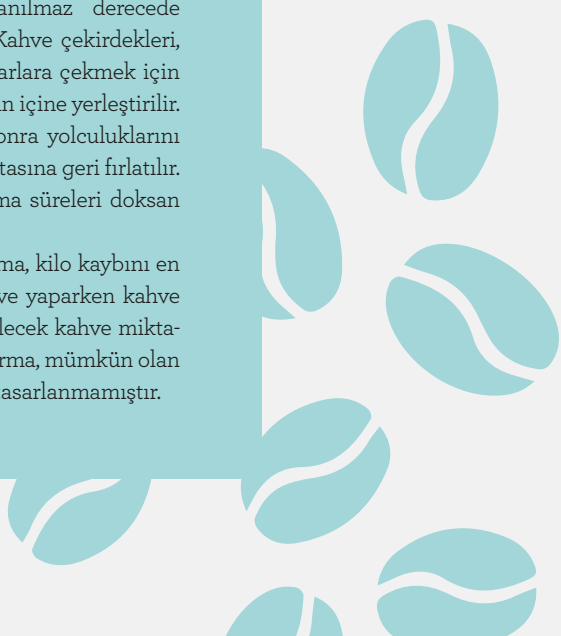 anılmaz derecede
Kahve çekirdekleri,
arlara çekmek için
n içine yerleştirilir.
onra yolculuklarını
tasına geri fırlatılır.
ma süreleri doksan
ma, kilo kaybını en
ve yaparken kahve
lecek kahve mikta-
rma, mümkün olan
tasarlanmamıştır.